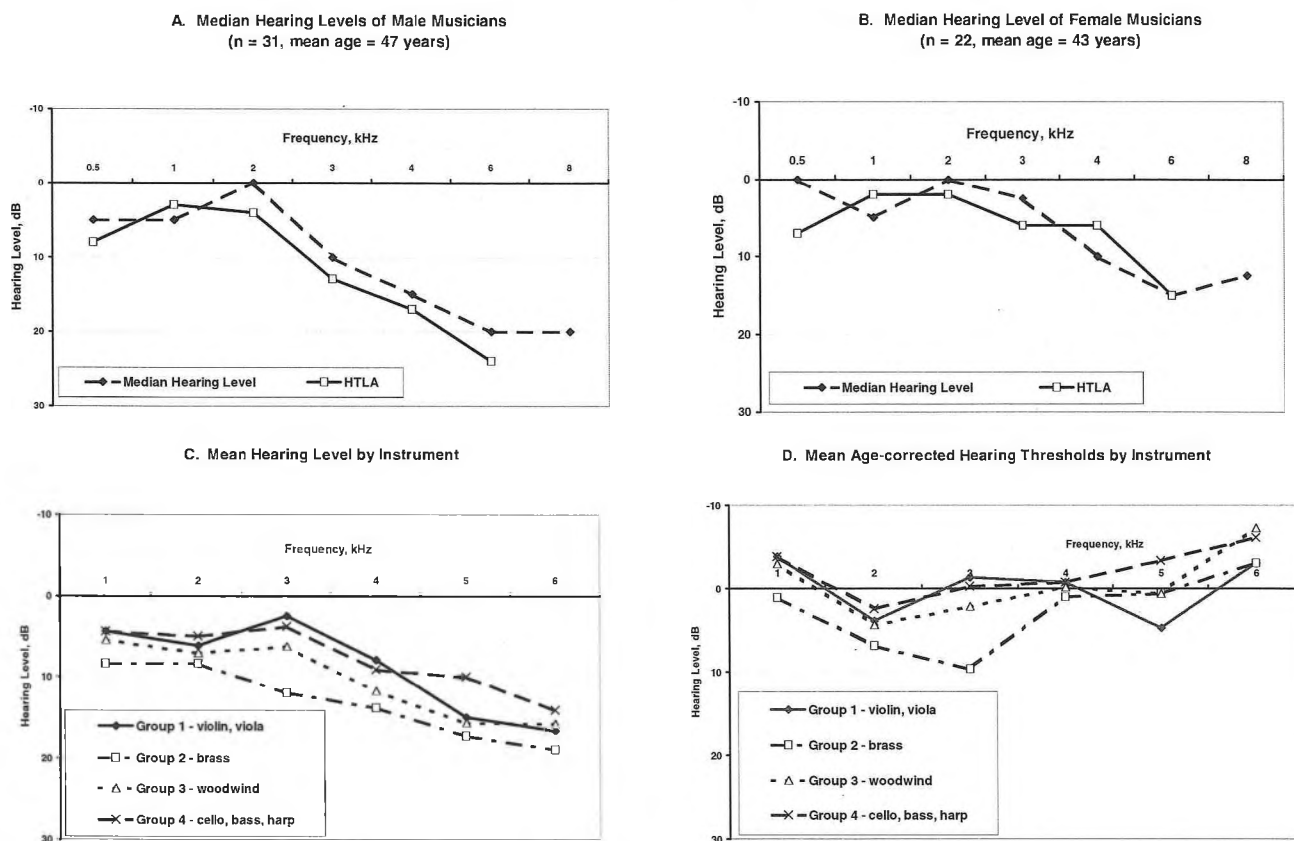 A. Median Hearing Levels of Male Musicians
(n = 31, mean age = 47 years)
-10
Frequency, kHz
0.5 1 2 3 4 6 8
0
10
20
30
Hearing Level, dB
Median Hearing Level HTLA
B. Median Hearing Level of Female Musicians
(n = 22, mean age = 43 years)
-10
Frequency, kHz
0.5 1 2 3 4 6 8
0
10
20
30
Hearing Level, dB
Median Hearing Level HTLA
C. Mean Hearing Level by Instrument
-10
Frequency, kHz
1 2 3 4 5 6
0
10
20
30
Hearing Level, dB
Group 1 - violin, viola
Group 2 - brass
Group 3 - woodwind
Group 4 - cello, bass, harp
D. Mean Age-corrected Hearing Thresholds by Instrument
-10
Frequency, kHz
1 2 3 4 5 6
0
10
20
30
Hearing Level, dB
Group 1 - violin, viola
Group 2 - brass
Group 3 - woodwind
Group 4 - cello, bass, harp